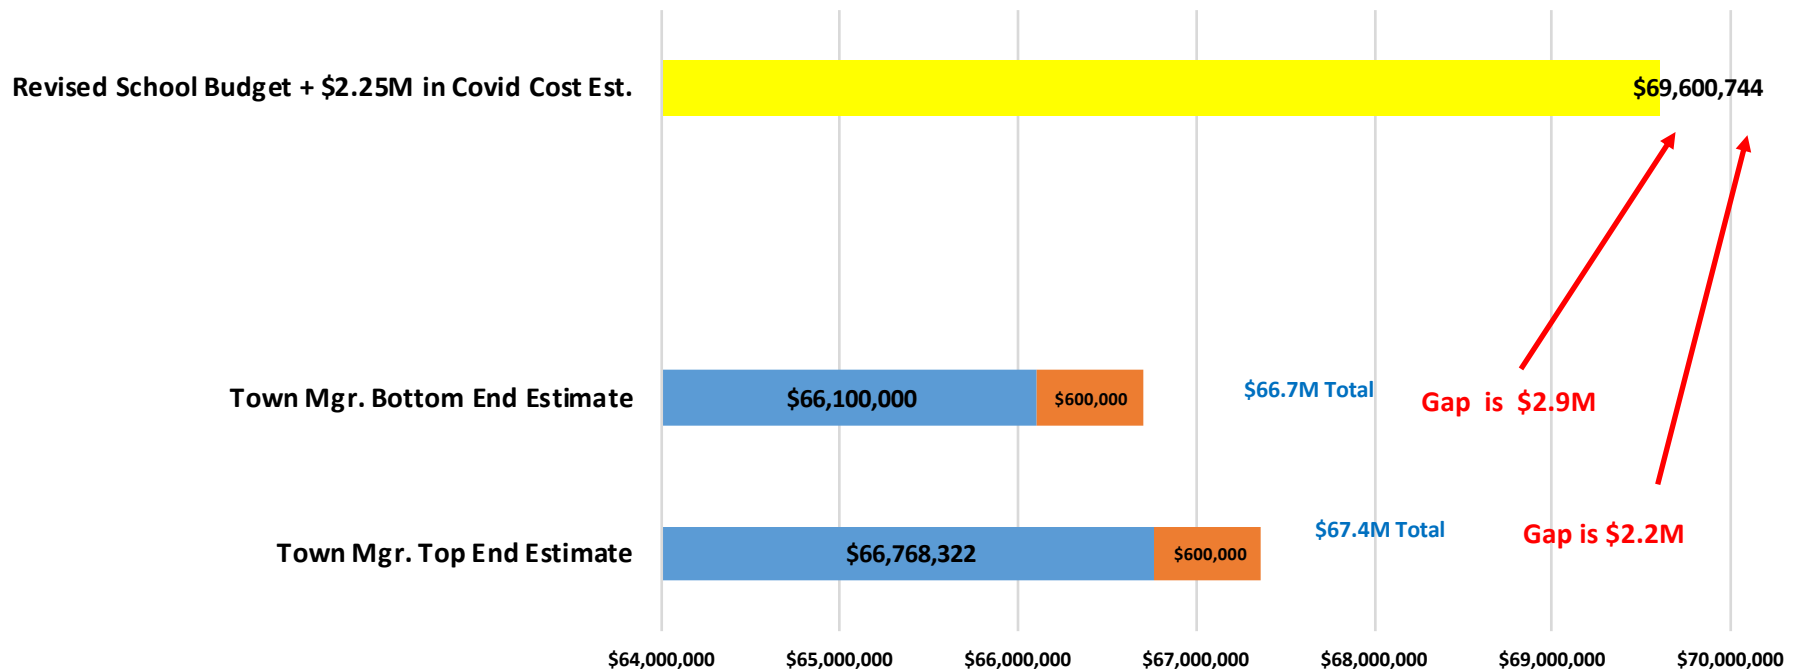 Revised School Budget + $2.25M in Covid Cost Est.
$69,600,744
Town Mgr. Bottom End Estimate
$66,100,000
$600,000
$66.7M Total
Gap is $2.9M
Town Mgr. Top End Estimate
$66,768,322
$600,000
$67.4M Total
Gap is $2.2M
$64,000,000
$65,000,000
$66,000,000
$67,000,000
$68,000,000
$69,000,000
$70,000,000